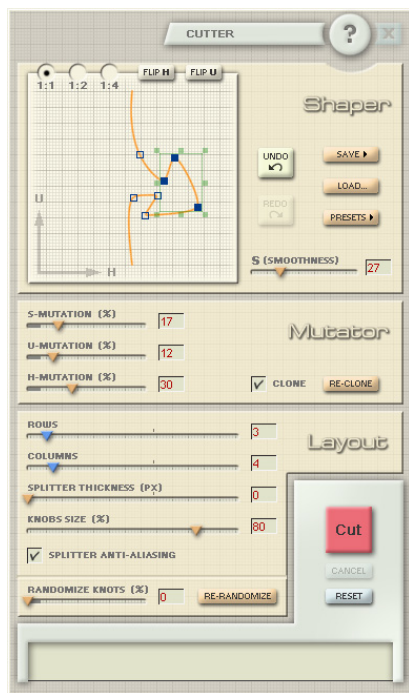 CUTTER
?
X
1:1
1:2
1:4
FLIP H
FLIP U
Shaper
U
H
UNDO
REDO
SAVE
LOAD...
PRESETS
S (SMOOTHNESS)
27
S-MUTATION (%)
17
U-MUTATION (%)
12
H-MUTATION (%)
30
Mutator
CLONE
RE-CLONE
ROWS
3
COLUMNS
4
SPLITTER THICKNESS (PX)
0
KNOBS SIZE (%)
80
SPLITTER ANTI-ALIASING
Layout
RANDOMIZE KNOTS (%)
0
RE-RANDOMIZE
Cut
CANCEL
RESET